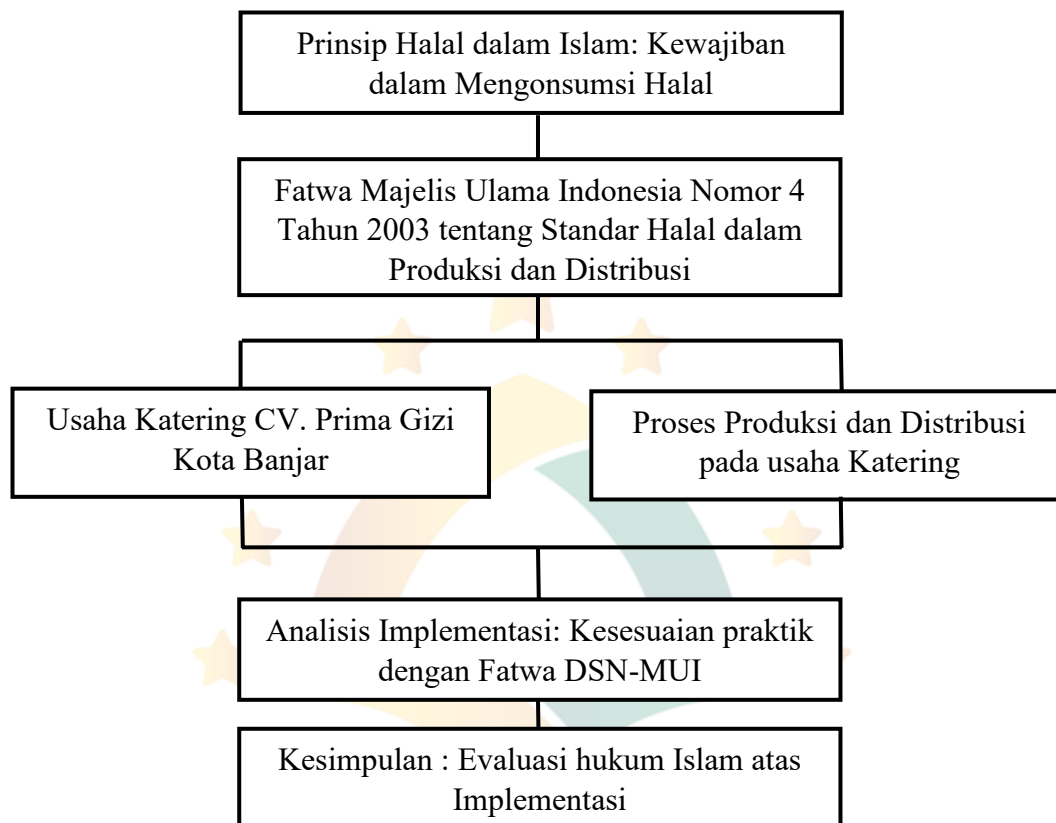 Prinsip Halal dalam Islam: Kewajiban
dalam Mengonsumsi Halal
Fatwa Majelis Ulama Indonesia Nomor 4
Tahun 2003 tentang Standar Halal dalam
Produksi dan Distribusi
Usaha Katering CV. Prima Gizi
Kota Banjar
Proses Produksi dan Distribusi
pada usaha Katering
Analisis Implementasi: Kesesuaian praktik
dengan Fatwa DSN-MUI
Kesimpulan : Evaluasi hukum Islam atas
Implementasi